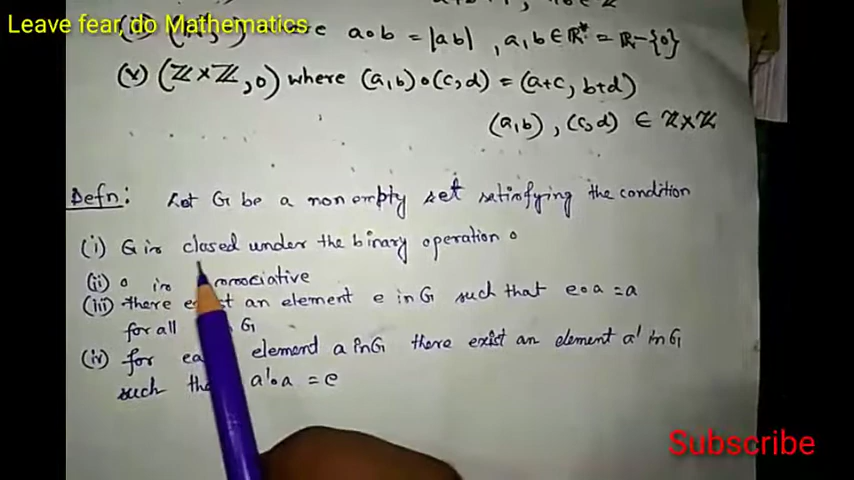 Leave fear, do Mathematics
a∘b = |ab| , a,b ∈ ℝ* = ℝ-{0}
(v) (ℤ×ℤ,∘) where (a,b)∘(c,d) = (a+c, b+d)
(a,b), (c,d) ∈ ℤ×ℤ
Defn: Let G be a non empty set satisfying the condition
(i) G is closed under the binary operation ∘
(ii) ∘ is associative
(iii) there exist an element e in G such that e∘a = a
for all G
(iv) for element a in G there exist an element a' in G
such a'∘a = e
Subscribe